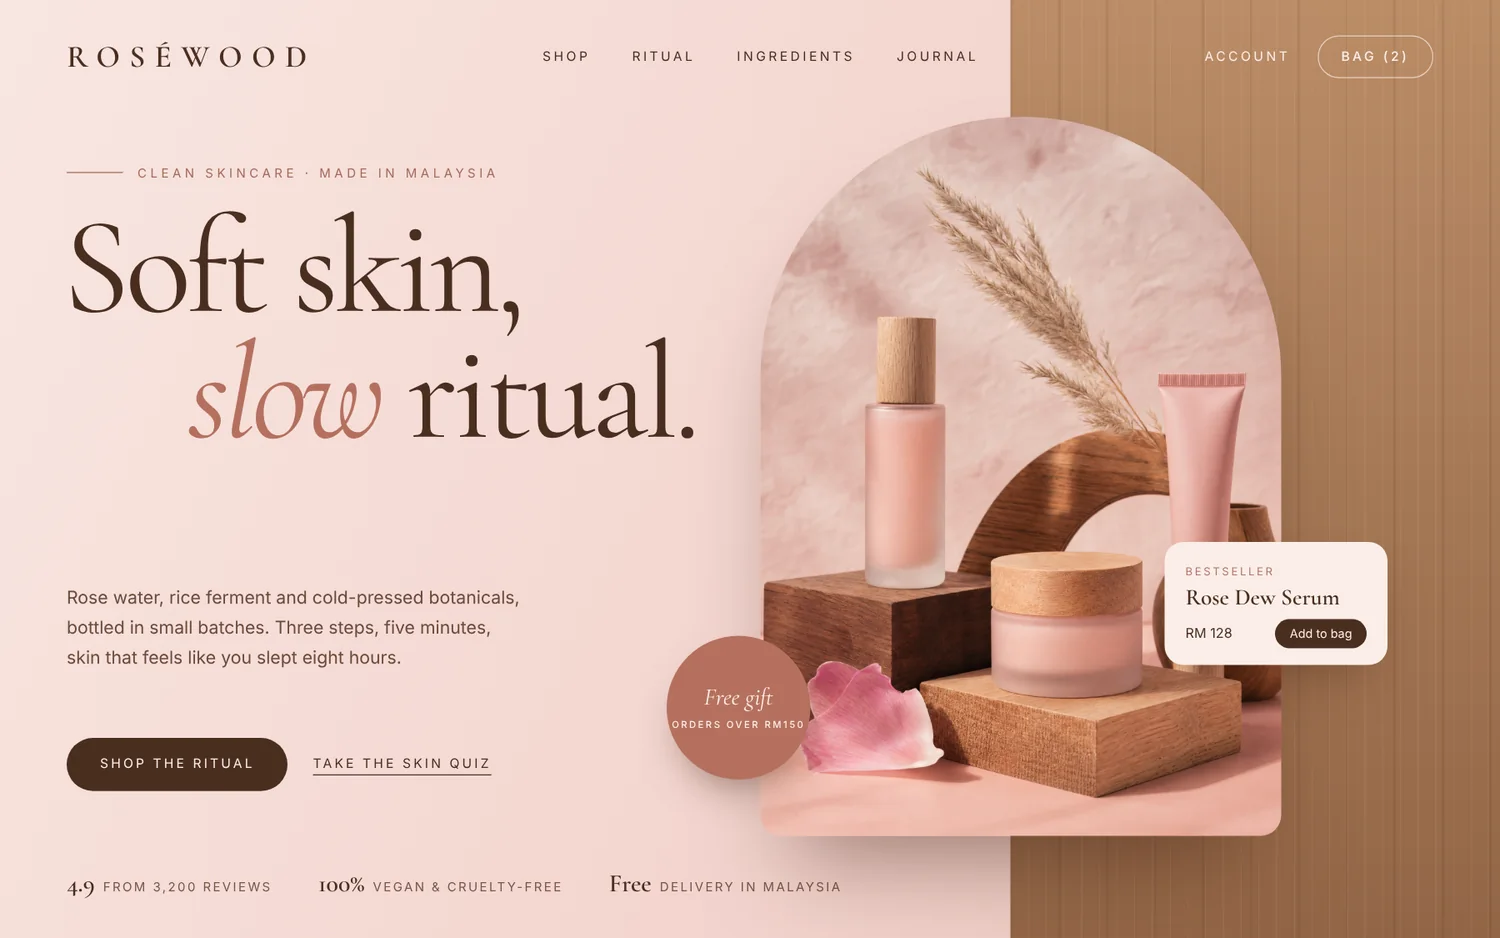 ROSÉWOOD
SHOP
RITUAL
INGREDIENTS
JOURNAL
ACCOUNT
BAG (2)
CLEAN SKINCARE · MADE IN MALAYSIA
Soft skin,
slow ritual.
Rose water, rice ferment and cold-pressed botanicals,
bottled in small batches. Three steps, five minutes,
skin that feels like you slept eight hours.
SHOP THE RITUAL
TAKE THE SKIN QUIZ
Free gift
ORDERS OVER RM150
BESTSELLER
Rose Dew Serum
RM 128
Add to bag
4.9 FROM 3,200 REVIEWS
100% VEGAN & CRUELTY-FREE
Free DELIVERY IN MALAYSIA